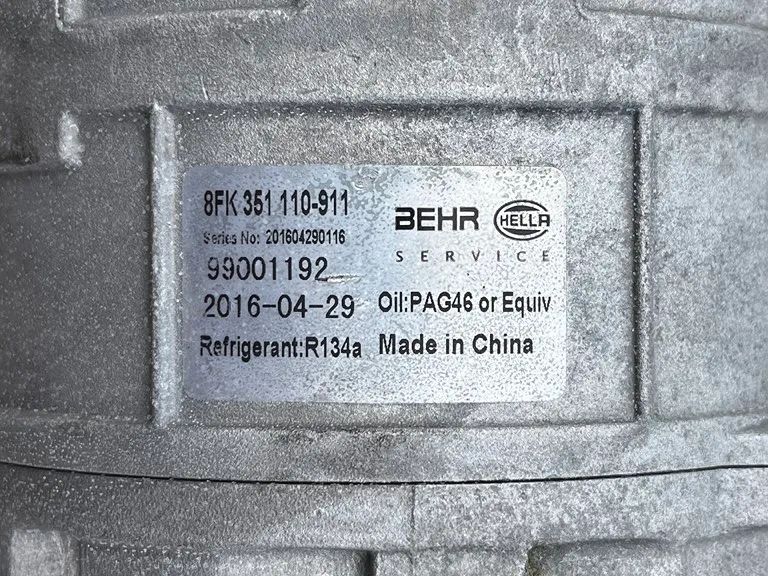 8FK 351 110-911
Series No: 201604290116
99001192
2016-04-29
Refrigerant:R134a
BEHR HELLA
SERVICE
Oil:PAG46 or Equiv
Made in China